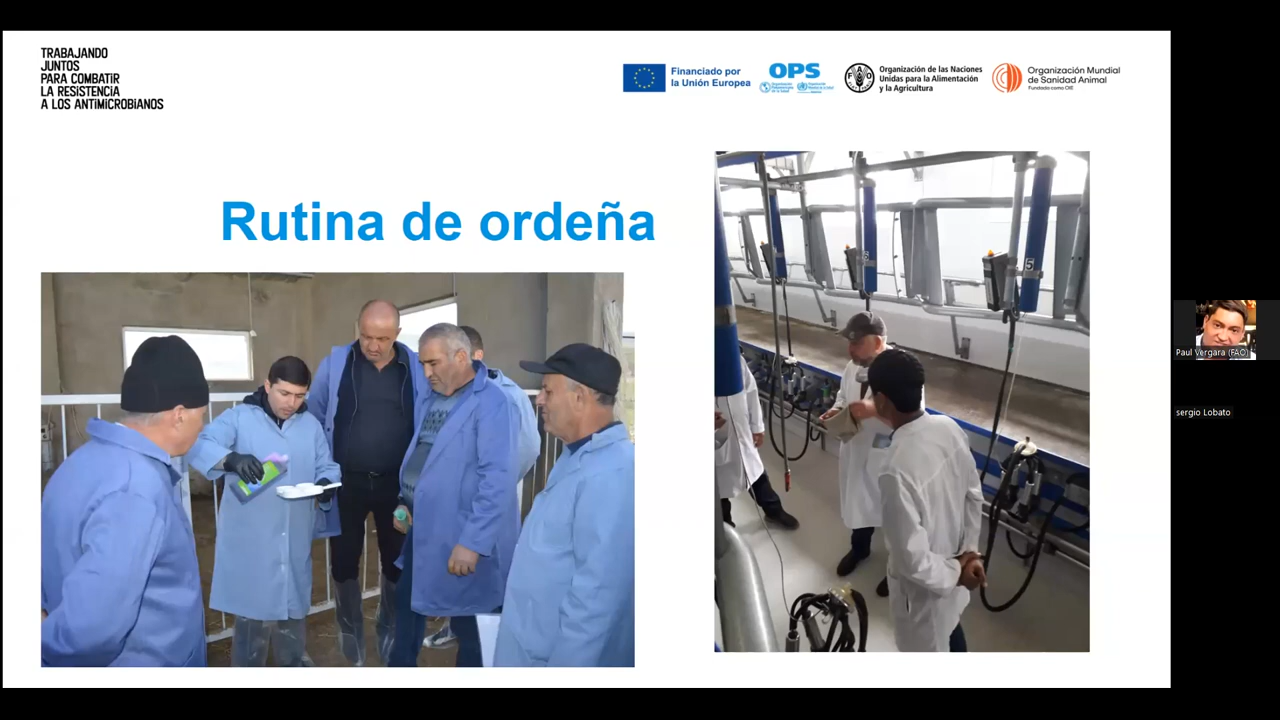 TRABAJANDO
JUNTOS
PARA COMBATIR
LA RESISTENCIA
A LOS ANTIMICROBIANOS
Financiado por
la Unión Europea
OPS
FAO
Organización de las Naciones
Unidas para la Alimentación
y la Agricultura
Organización Mundial
de Sanidad Animal
Fundada como OIE
Rutina de ordeña
5
Paul Vergara (FAO)
sergio Lobato